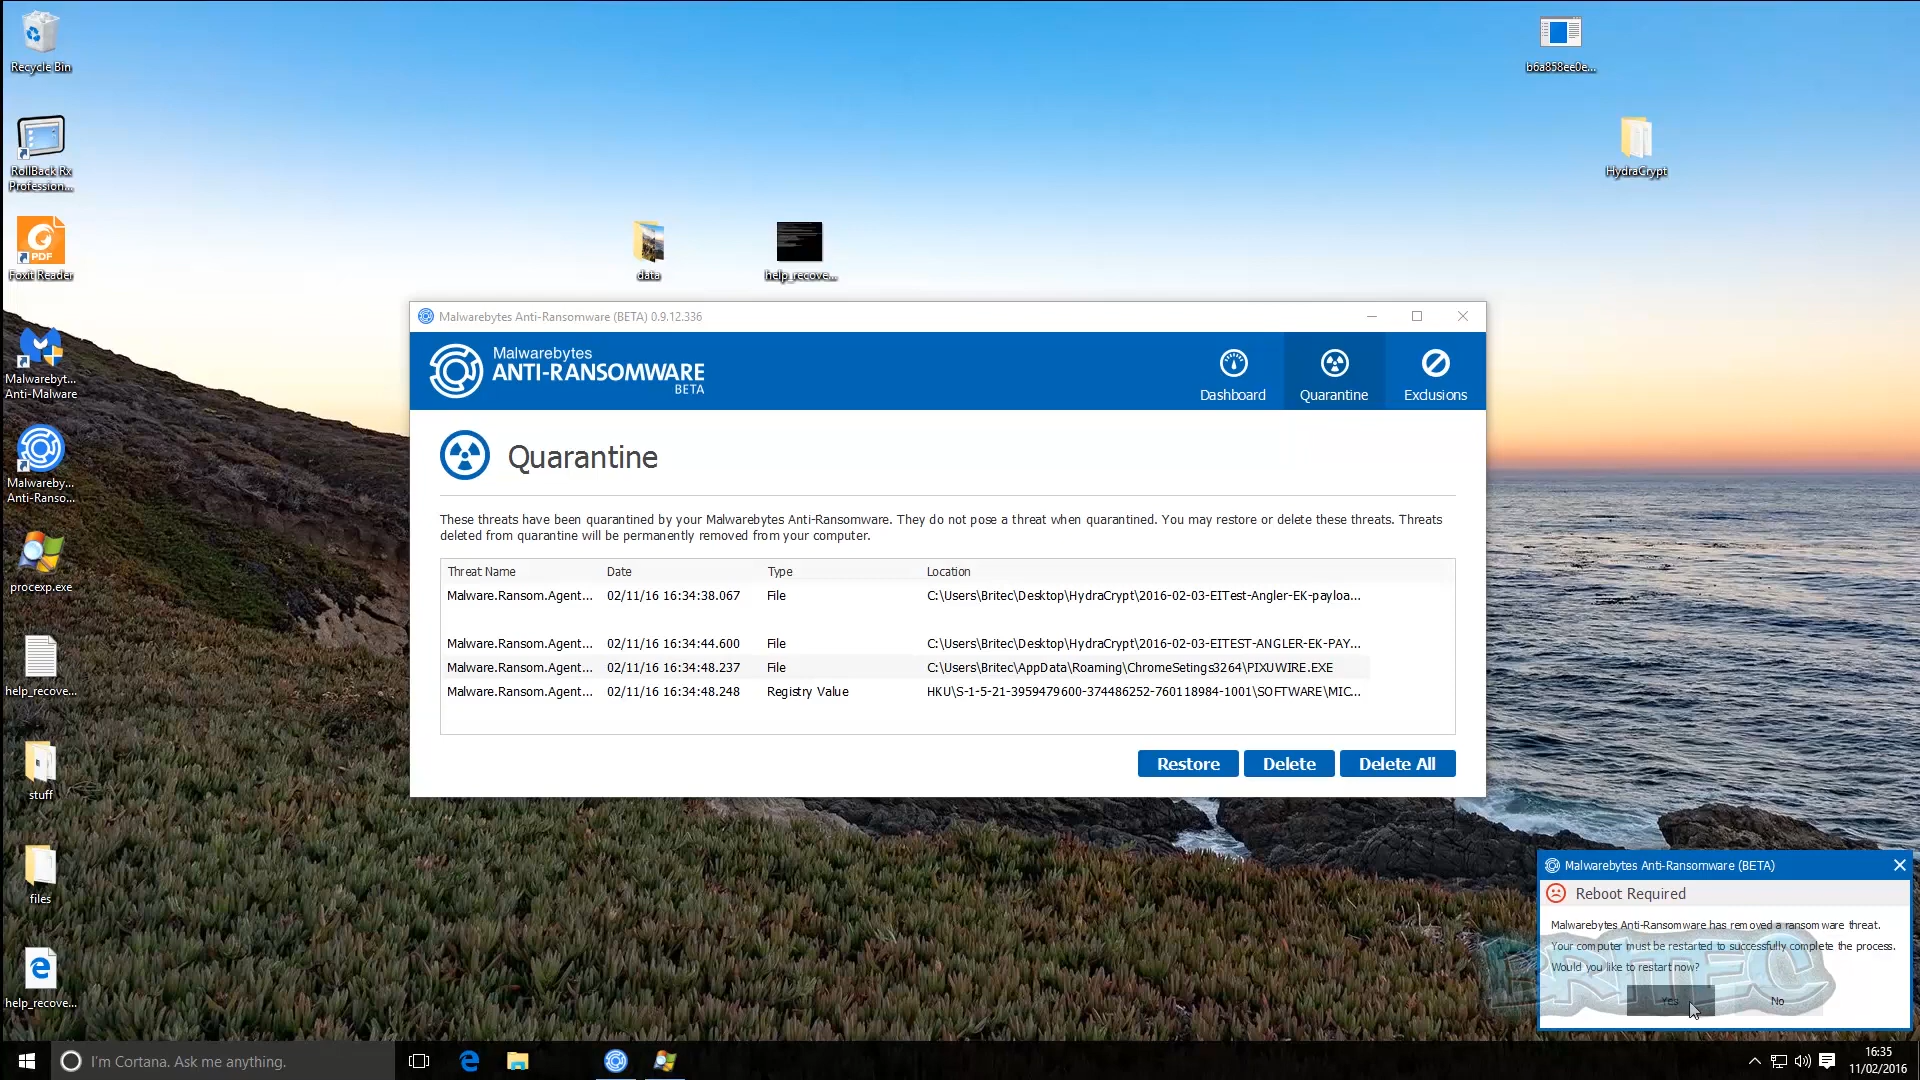 Recycle Bin
b6a858ee0e...
RollBack Rx
Profession...
HydraCrypt
Foxit Reader
PDF
data
help_recove...
Malwarebyt...
Anti-Malware
Malwareby...
Anti-Ranso...
procexp.exe
help_recove...
stuff
files
help_recove...
Malwarebytes Anti-Ransomware (BETA) 0.9.12.336
Malwarebytes
ANTI-RANSOMWARE
BETA
Dashboard
Quarantine
Exclusions
Quarantine
These threats have been quarantined by your Malwarebytes Anti-Ransomware. They do not pose a threat when quarantined. You may restore or delete these threats. Threats
deleted from quarantine will be permanently removed from your computer.
Threat Name Date Type Location
Malware.Ransom.Agent... 02/11/16 16:34:38.067 File C:\Users\Britec\Desktop\HydraCrypt\2016-02-03-EITest-Angler-EK-payloa...
Malware.Ransom.Agent... 02/11/16 16:34:44.600 File C:\Users\Britec\Desktop\HydraCrypt\2016-02-03-EITEST-ANGLER-EK-PAY...
Malware.Ransom.Agent... 02/11/16 16:34:48.237 File C:\Users\Britec\AppData\Roaming\ChromeSetings3264\PIXUWIRE.EXE
Malware.Ransom.Agent... 02/11/16 16:34:48.248 Registry Value HKU\S-1-5-21-3959479600-374486252-760118984-1001\SOFTWARE\MIC...
Restore
Delete
Delete All
Malwarebytes Anti-Ransomware (BETA)
Reboot Required
Malwarebytes Anti-Ransomware has removed a ransomware threat.
Your computer must be restarted to successfully complete the process.
Would you like to restart now?
BRITEC
Yes
No
I'm Cortana. Ask me anything.
16:35
11/02/2016